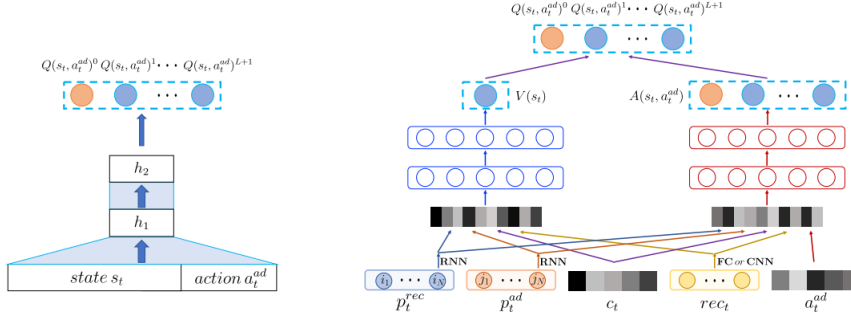 Q(s_t, a_t^{ad})^0 Q(s_t, a_t^{ad})^1 ··· Q(s_t, a_t^{ad})^{L+1}
h_2
h_1
state s_t action a_t^{ad}
Q(s_t, a_t^{ad})^0 Q(s_t, a_t^{ad})^1 ··· Q(s_t, a_t^{ad})^{L+1}
V(s_t) A(s_t, a_t^{ad})
RNN RNN FC or CNN
i_1 ··· i_N j_1 ··· j_N ···
p_t^{rec} p_t^{ad} c_t rec_t a_t^{ad}